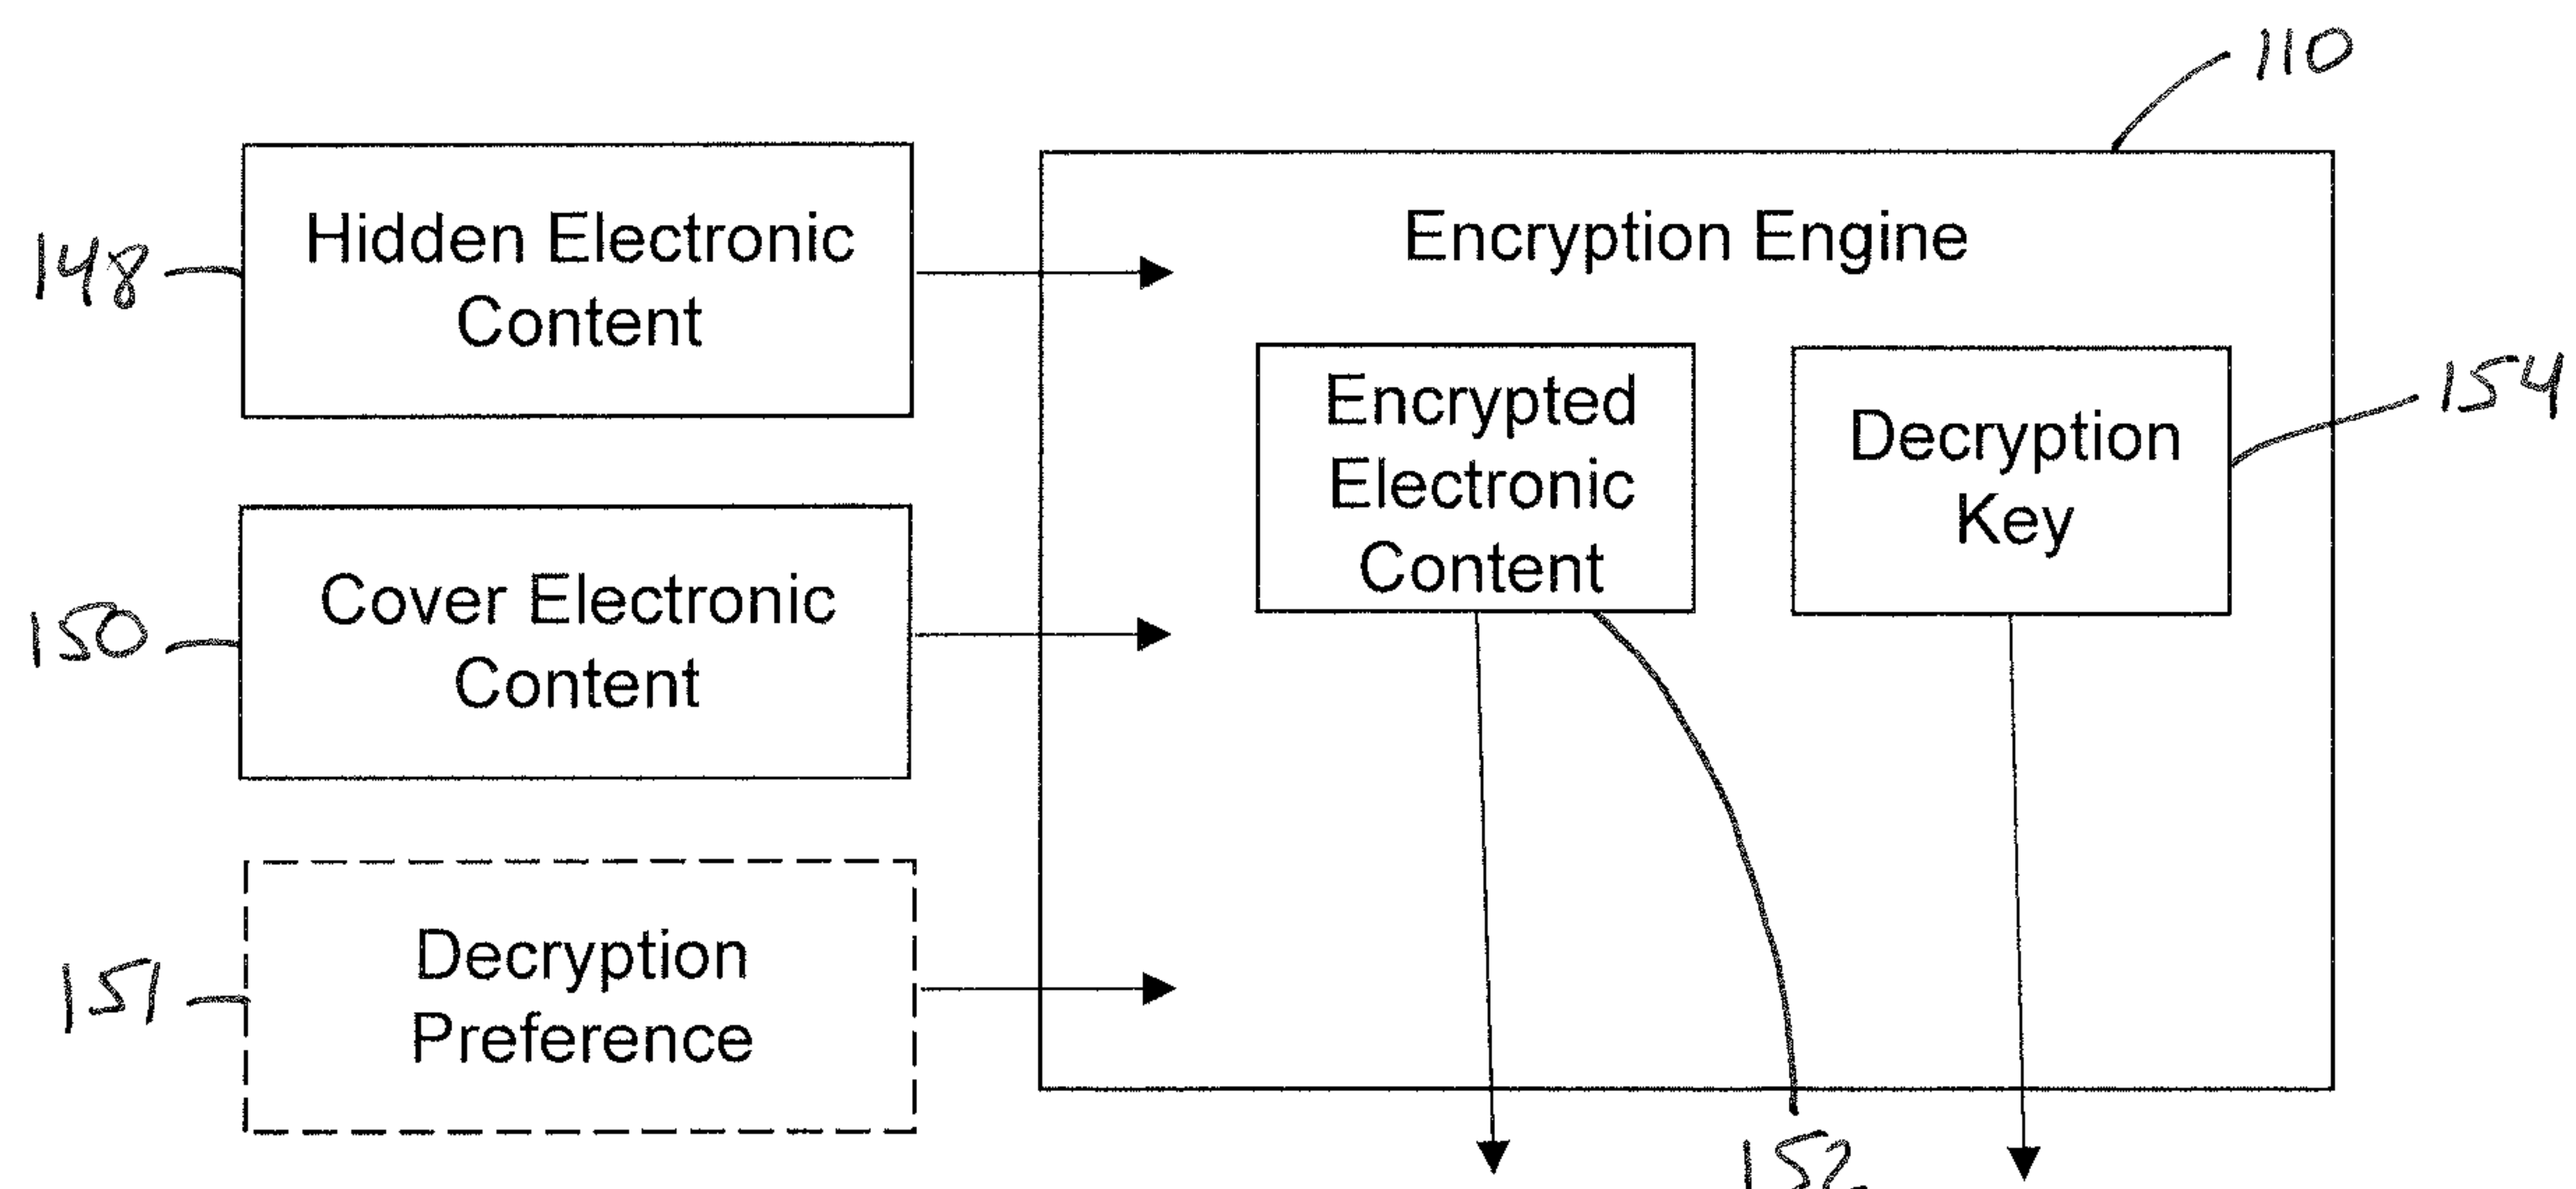 110
Hidden Electronic
Content
148
Encryption Engine
Encrypted
Electronic
Content
Decryption
Key
154
Cover Electronic
Content
150
Decryption
Preference
151
152